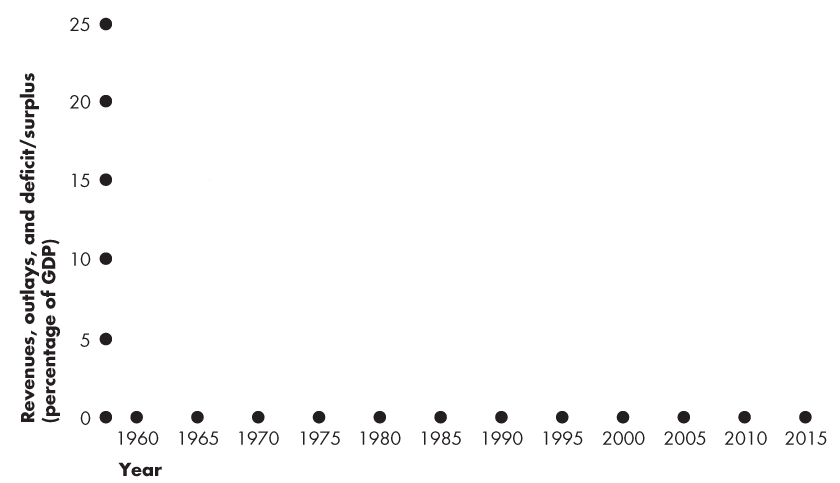 Revenues, outlays, and deficit/surplus
(percentage of GDP)
25
20
15
10
5
0
1960 1965 1970 1975 1980 1985 1990 1995 2000 2005 2010 2015
Year